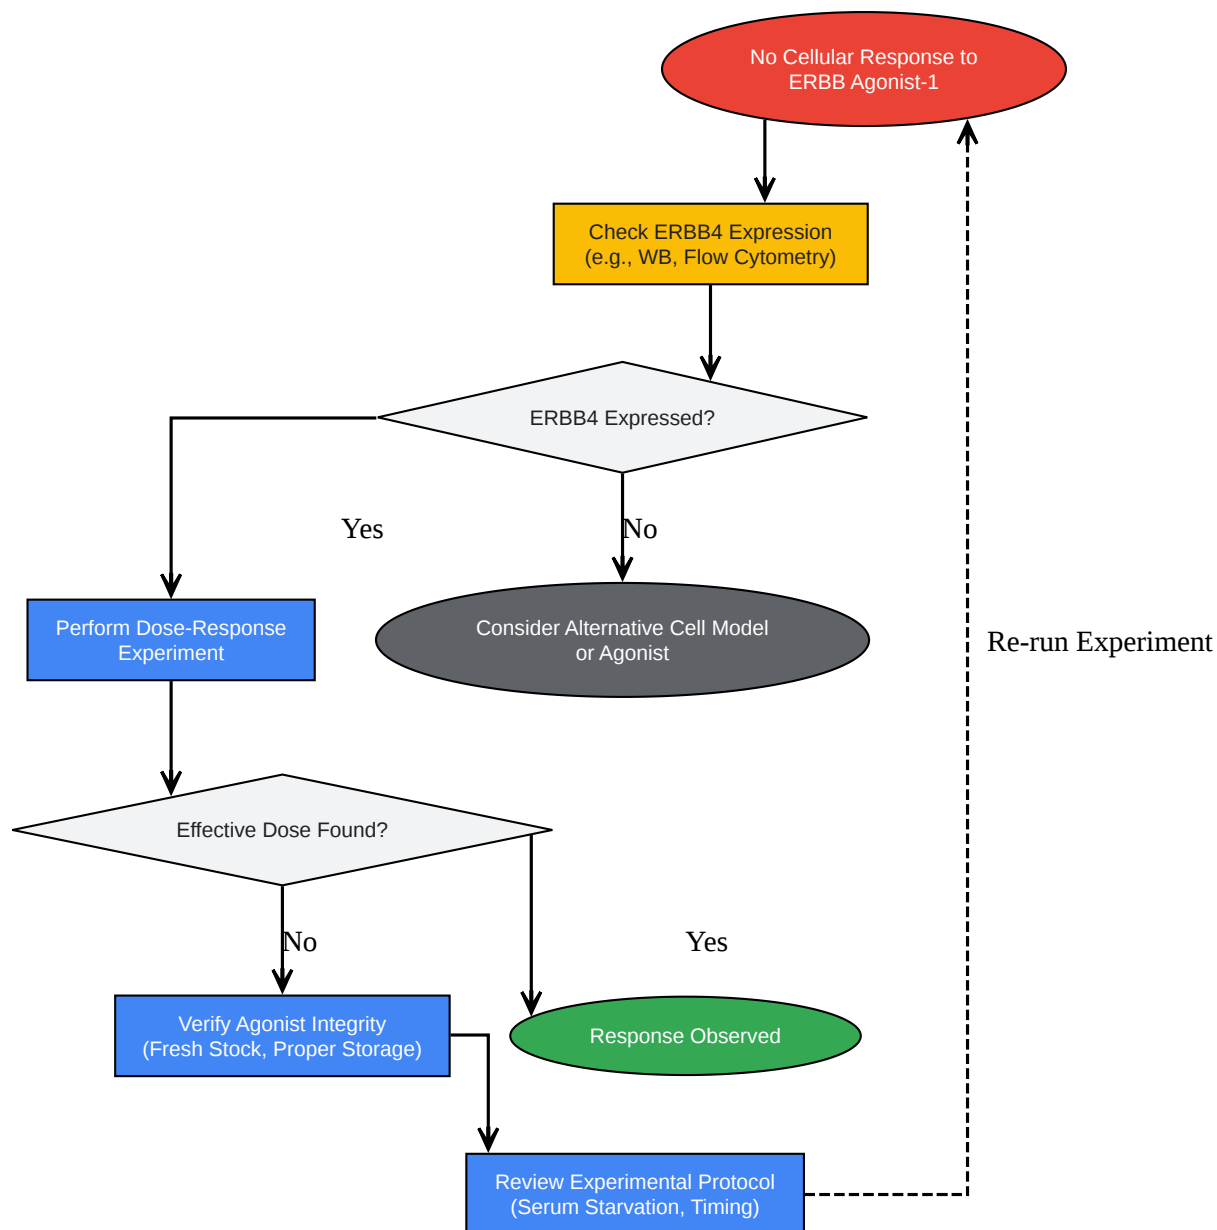 No Cellular Response to
ERBB Agonist-1
Check ERBB4 Expression
(e.g., WB, Flow Cytometry)
ERBB4 Expressed?
Yes
No
Perform Dose-Response
Experiment
Consider Alternative Cell Model
or Agonist
Re-run Experiment
Effective Dose Found?
No
Yes
Verify Agonist Integrity
(Fresh Stock, Proper Storage)
Response Observed
Review Experimental Protocol
(Serum Starvation, Timing)